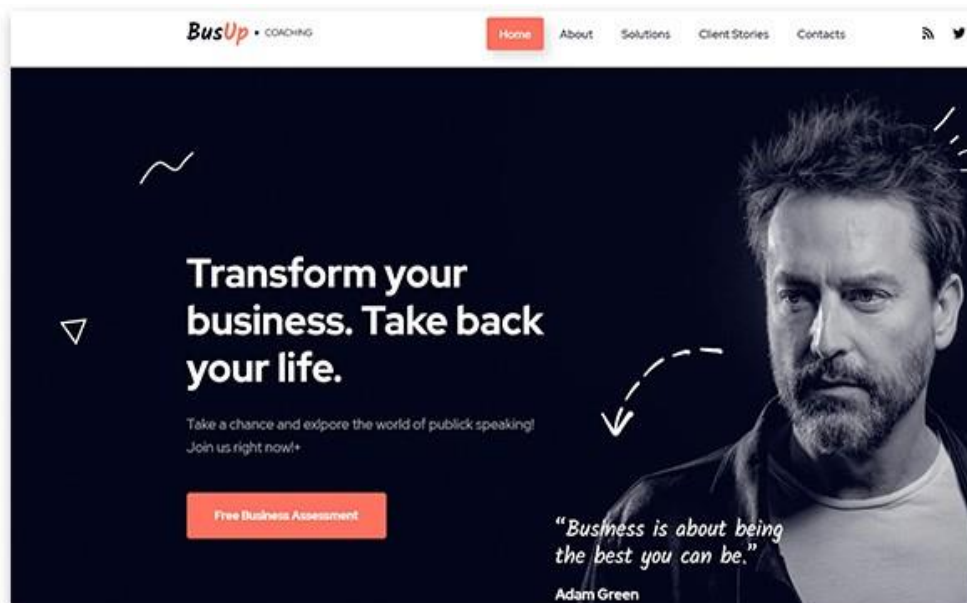 BusUp • COACHING
Home About Solutions Client Stories Contacts
Transform your
business. Take back
your life.
Take a chance and exlpore the world of publick speaking!
Join us right now!+
Free Business Assessment
“Business is about being
the best you can be.”
Adam Green